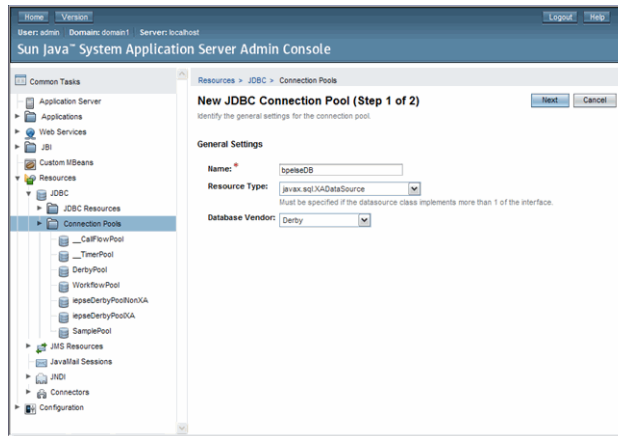 Home Version Logout Help
User: admin Domain: domain1 Server: localhost
Sun Java™ System Application Server Admin Console
Common Tasks
Application Server
Applications
Web Services
JBI
Custom MBeans
Resources
JDBC
JDBC Resources
Connection Pools
__CallFlowPool
__TimerPool
DerbyPool
WorkflowPool
iepseDerbyPoolNonXA
iepseDerbyPoolXA
SamplePool
JMS Resources
JavaMail Sessions
JNDI
Connectors
Configuration
Resources > JDBC > Connection Pools
New JDBC Connection Pool (Step 1 of 2) Next Cancel
Identify the general settings for the connection pool.
General Settings
Name: * bpelseDB
Resource Type: javax.sql.XADataSource
Must be specified if the datasource class implements more than 1 of the interface.
Database Vendor: Derby